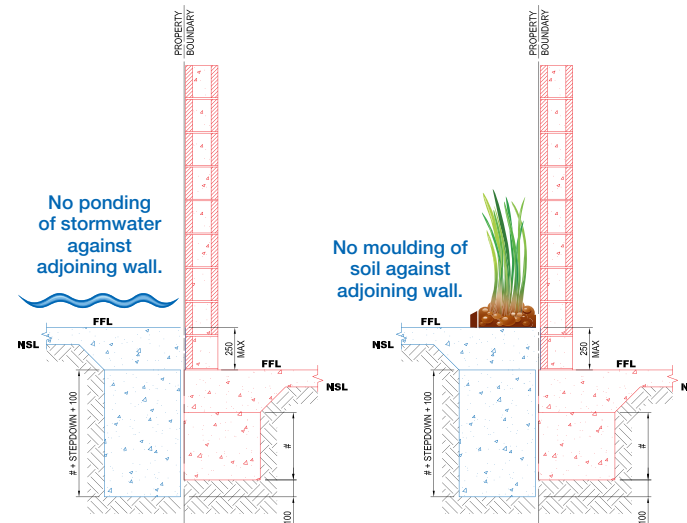 PROPERTY
BOUNDARY
No ponding
of stormwater
against
adjoining wall.
FFL
NSL
250
MAX
FFL
NSL
# + STEPDOWN + 100
#
100
PROPERTY
BOUNDARY
No moulding of
soil against
adjoining wall.
FFL
NSL
250
MAX
FFL
N
# + STEPDOWN + 100
#
100